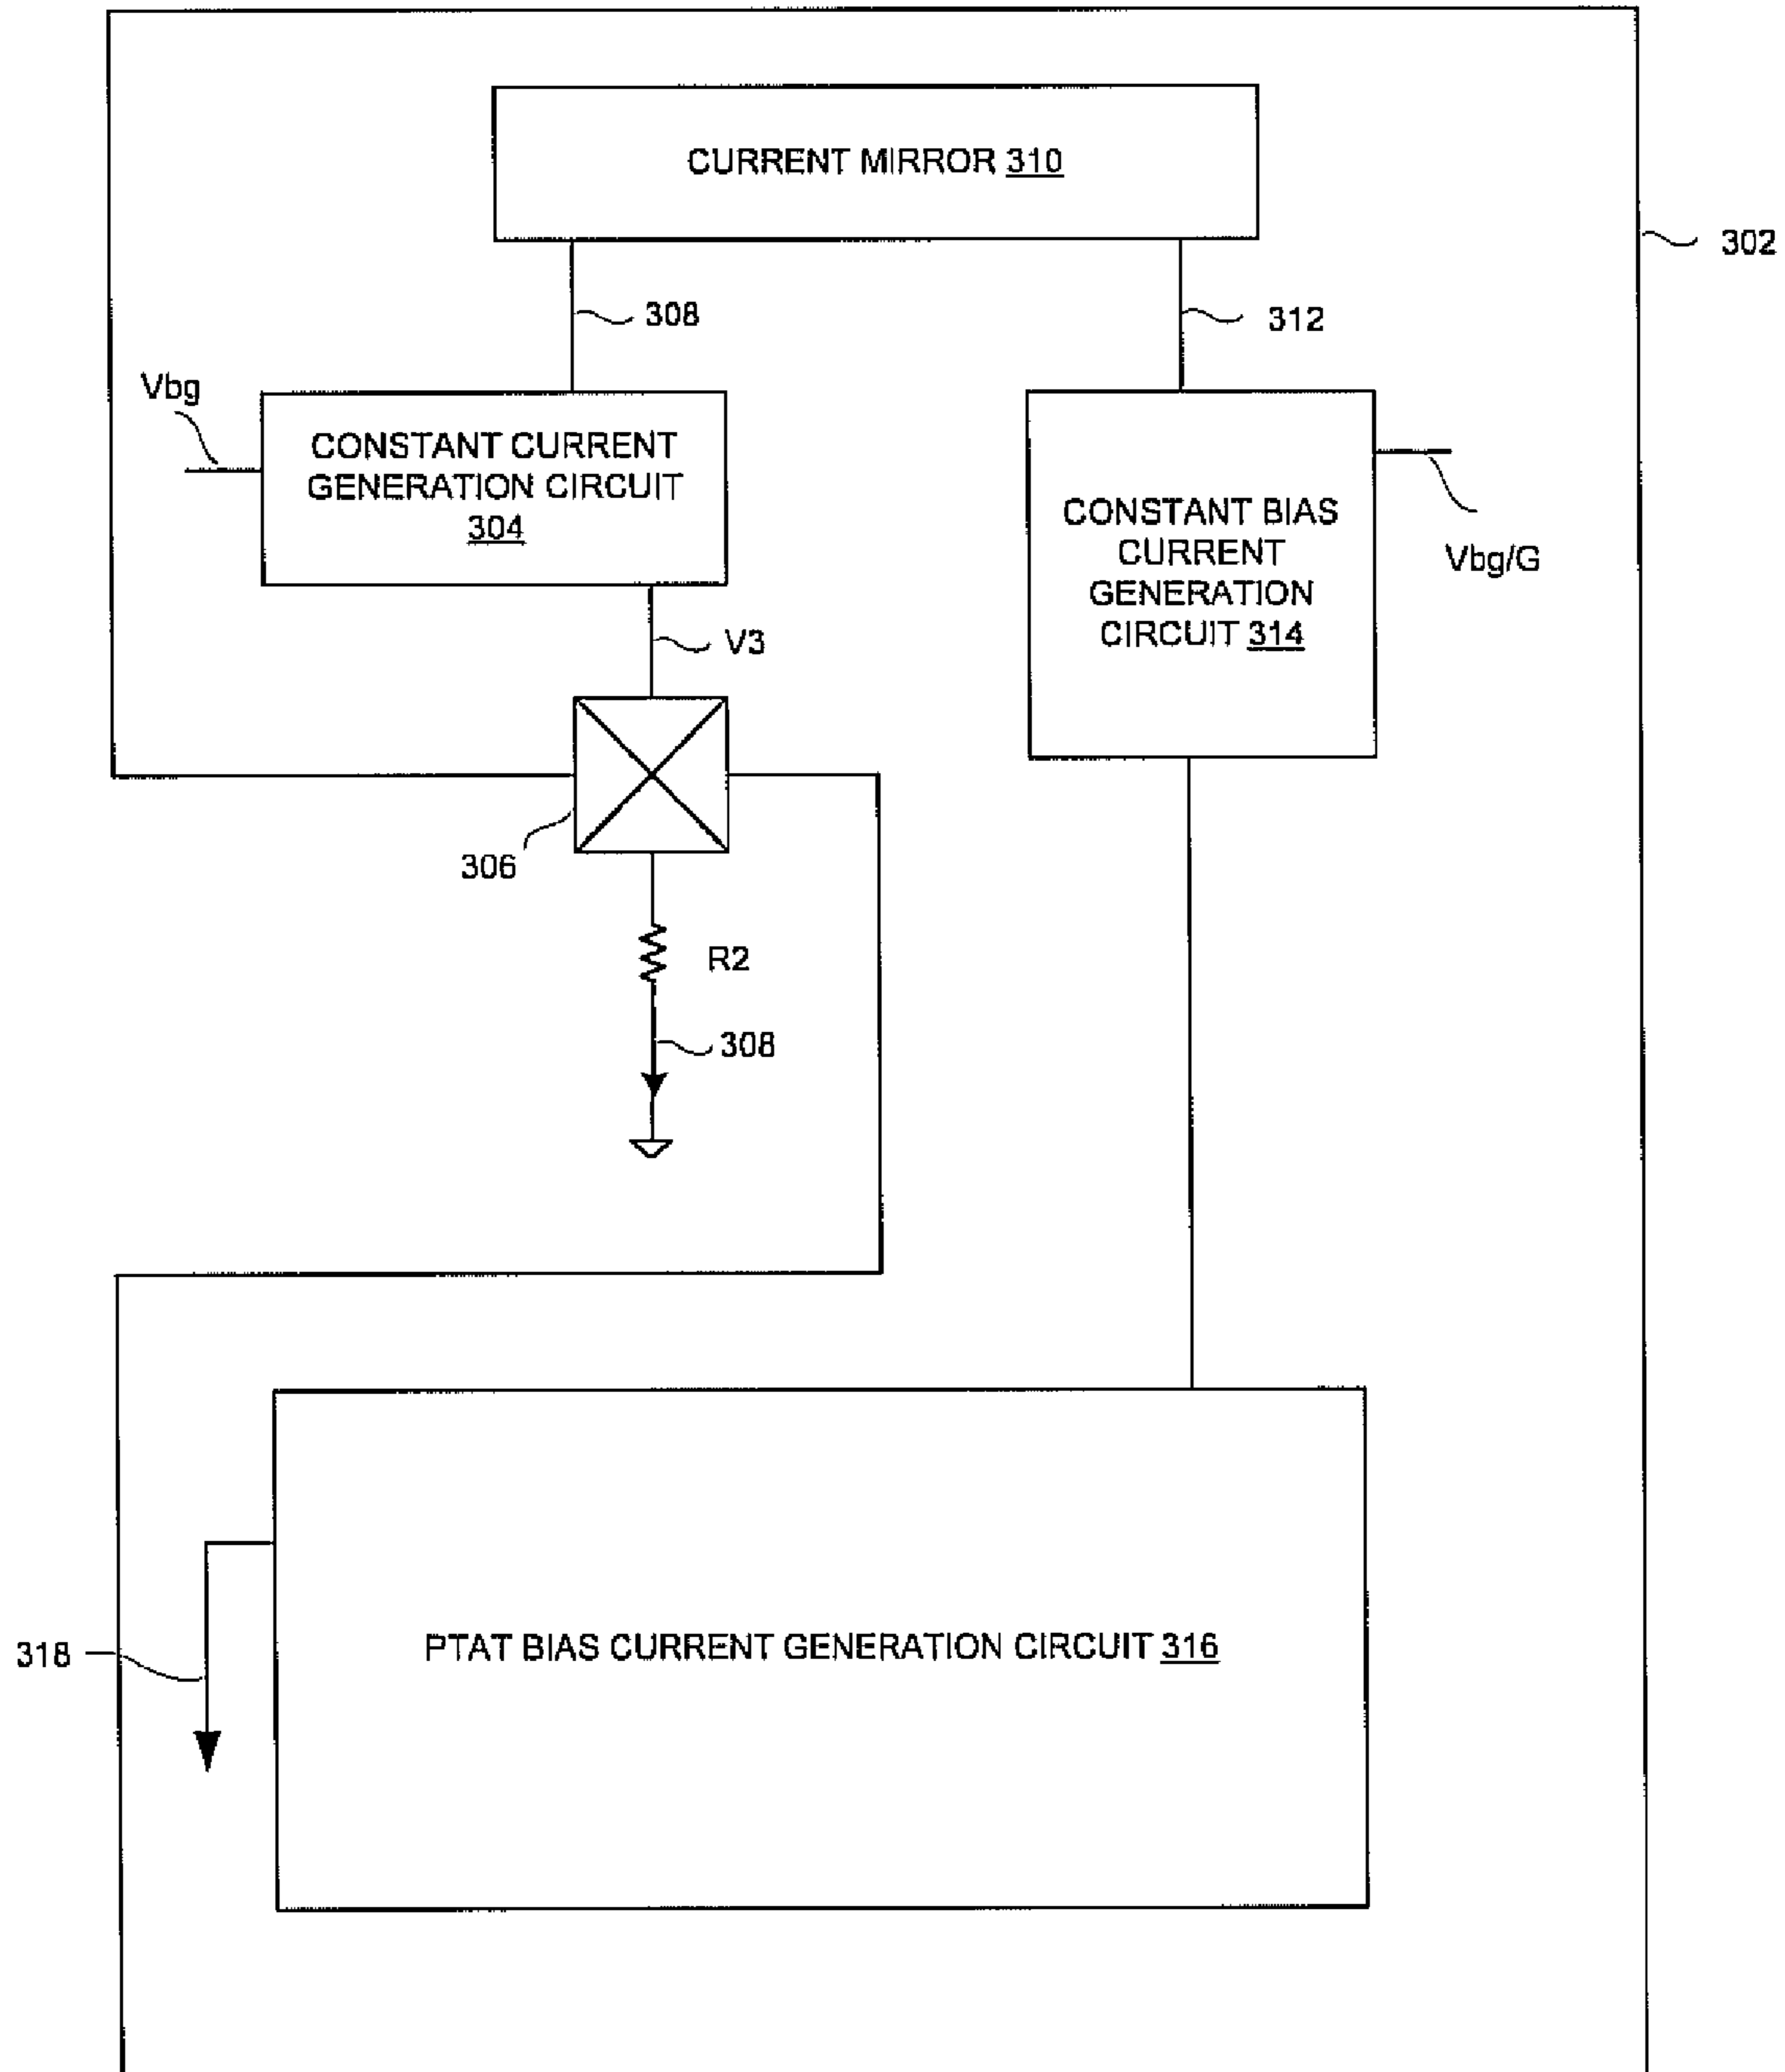 CURRENT MIRROR 310
302
308
312
Vbg
CONSTANT CURRENT
GENERATION CIRCUIT
304
CONSTANT BIAS
CURRENT
GENERATION
CIRCUIT 314
Vbg/G
V3
306
R2
308
318
PTAT BIAS CURRENT GENERATION CIRCUIT 316